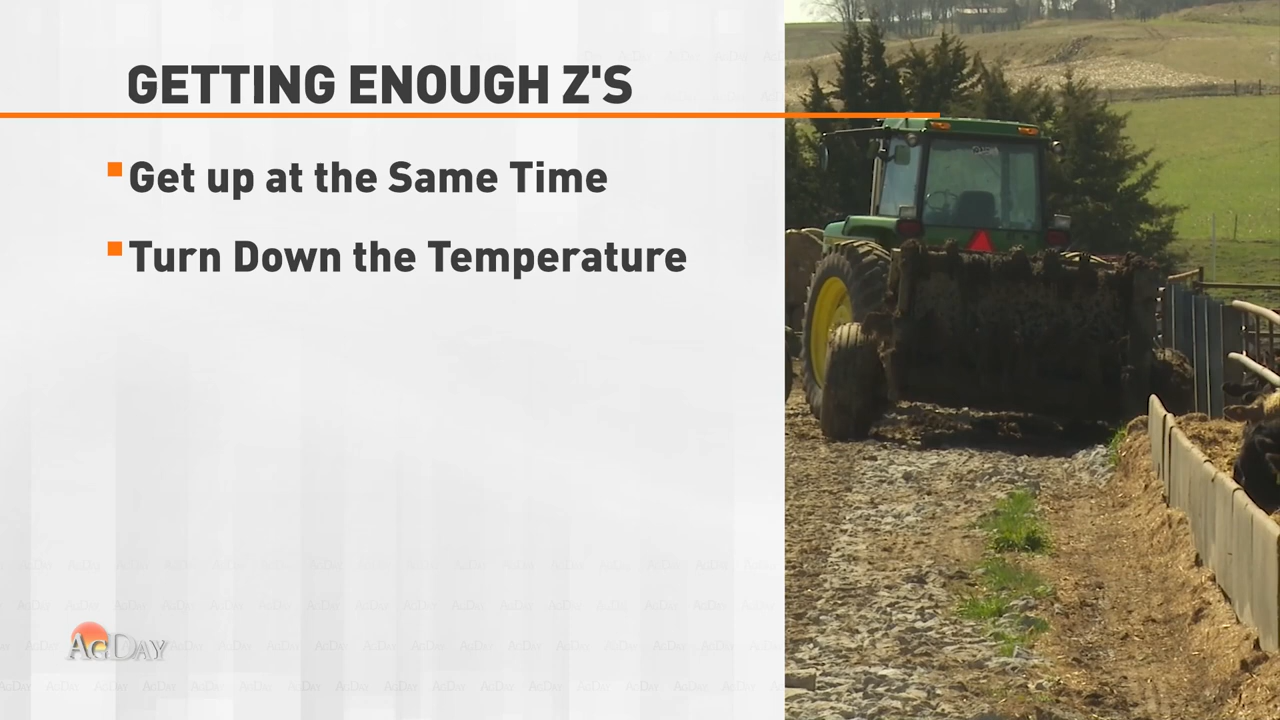 GETTING ENOUGH Z'S
Get up at the Same Time
Turn Down the Temperature
AGDAY